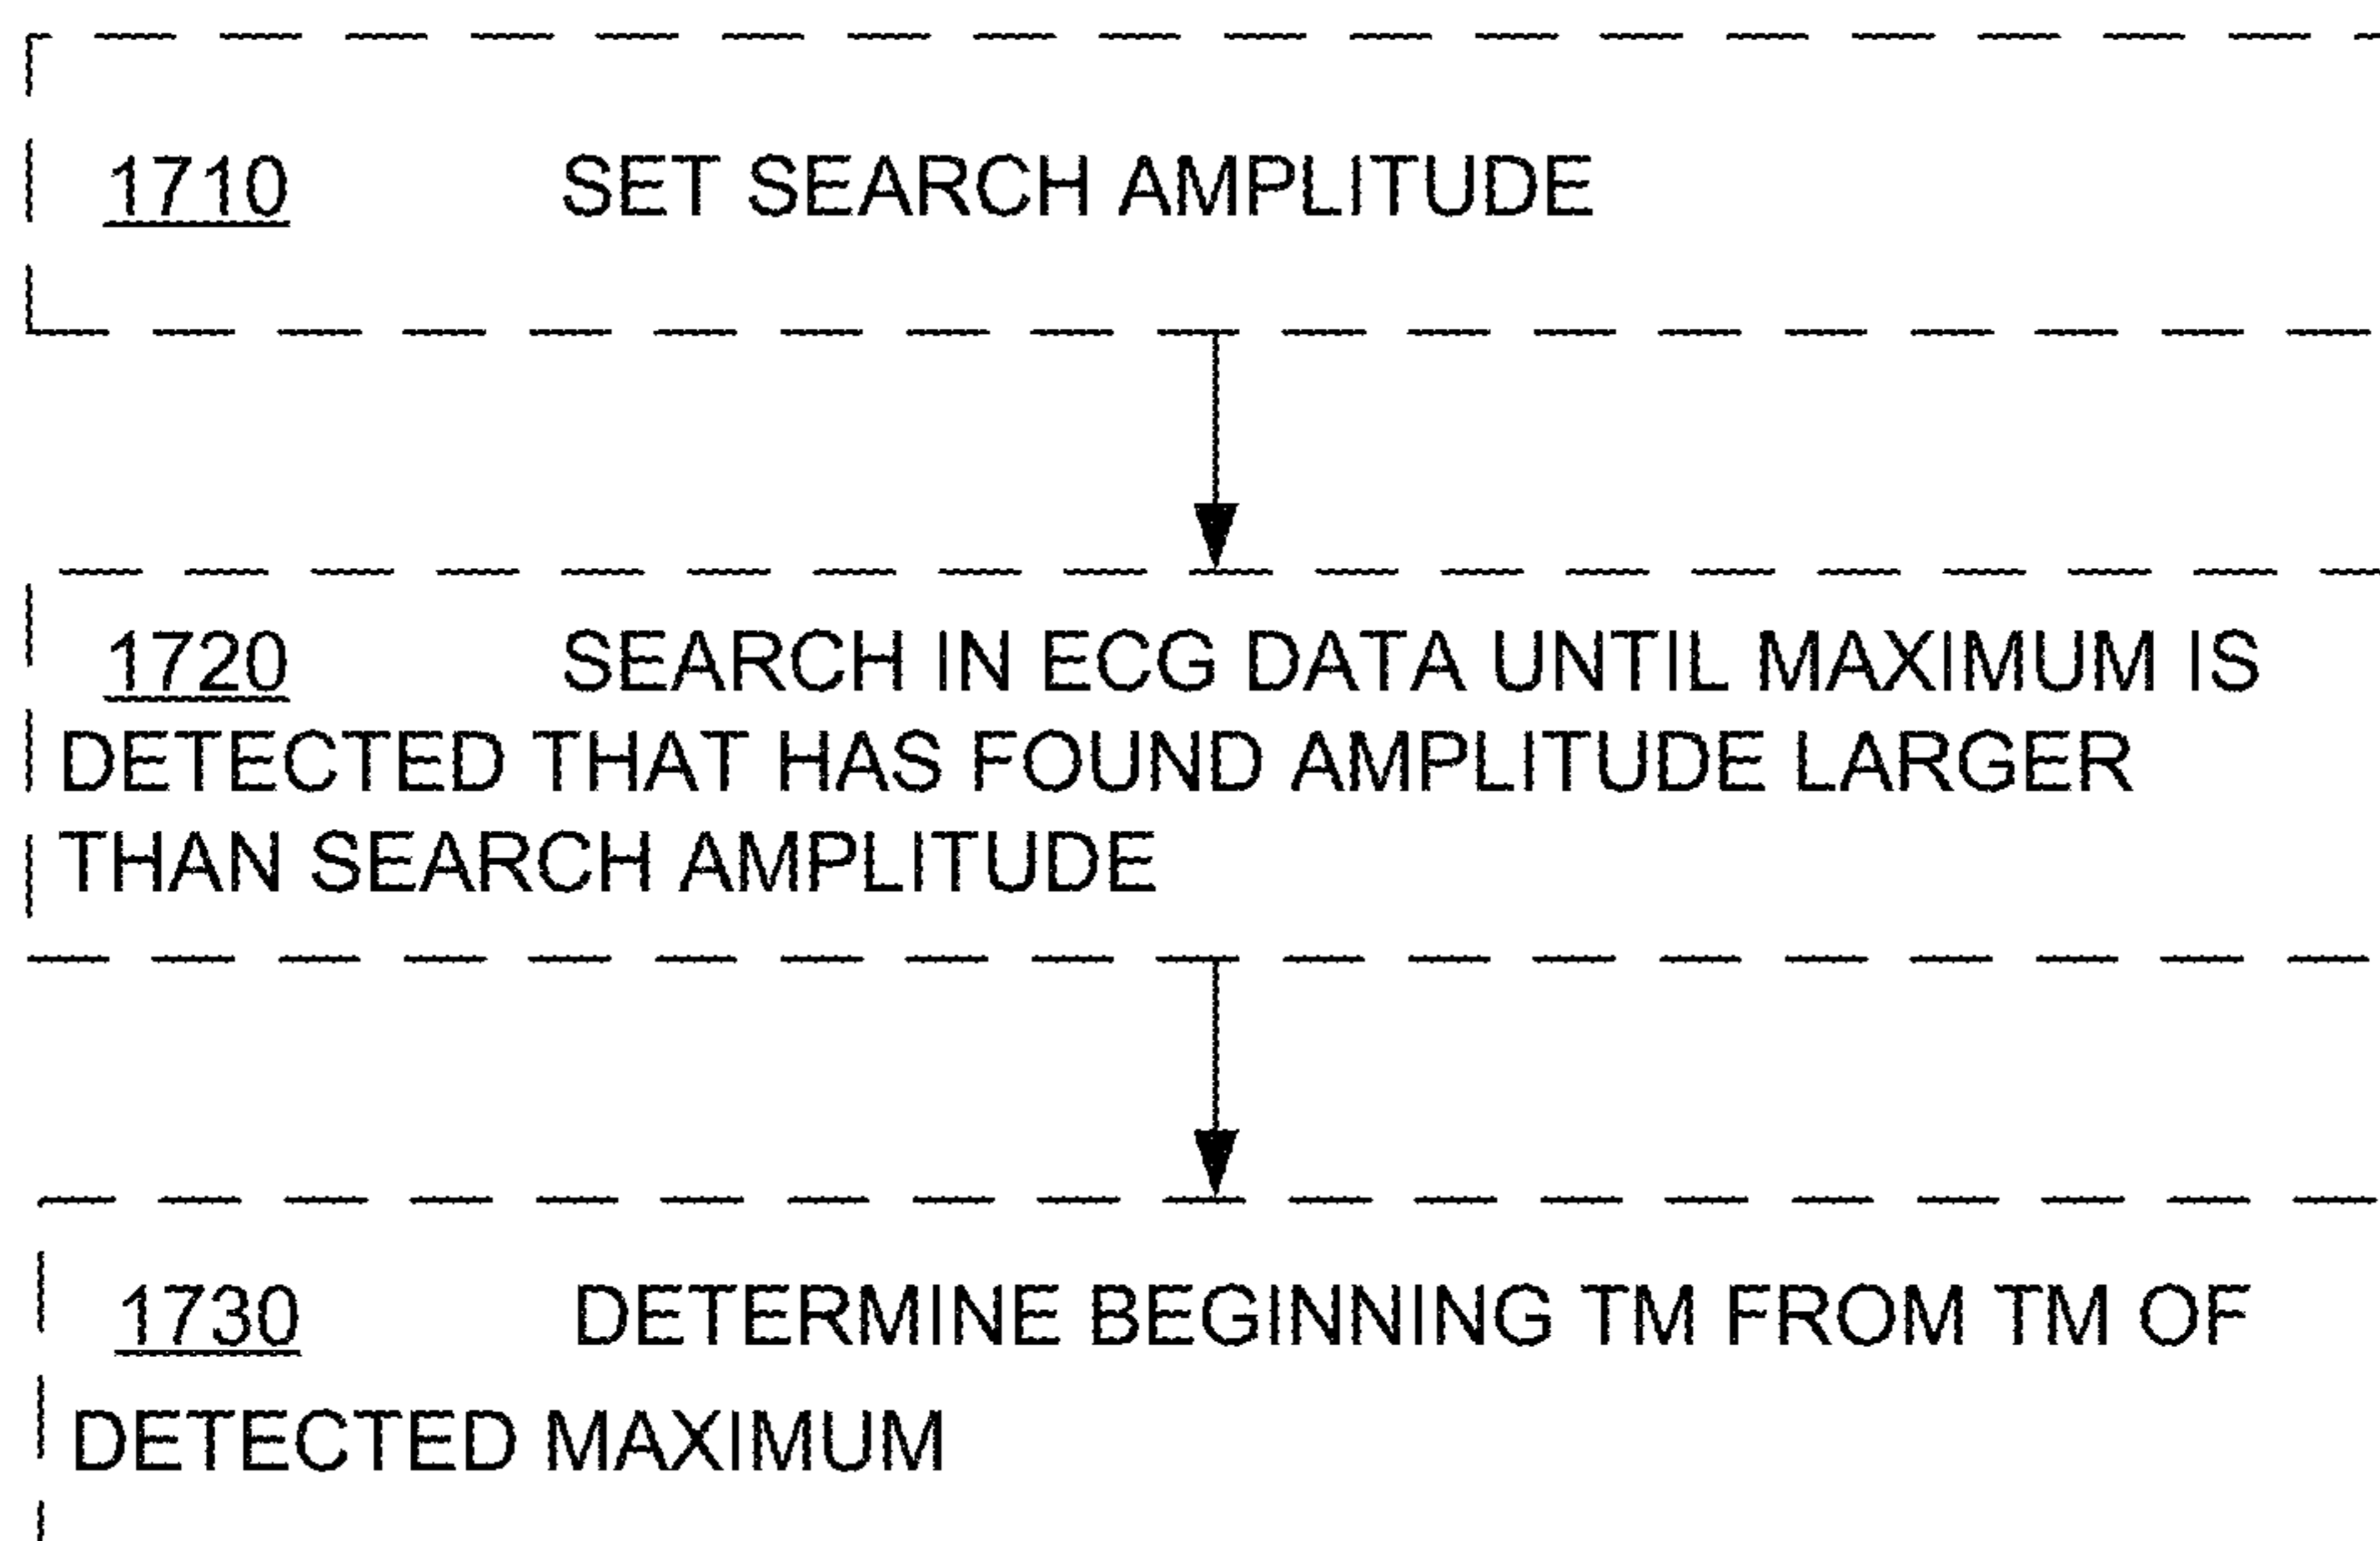 1710 SET SEARCH AMPLITUDE
1720 SEARCH IN ECG DATA UNTIL MAXIMUM IS
DETECTED THAT HAS FOUND AMPLITUDE LARGER
THAN SEARCH AMPLITUDE
1730 DETERMINE BEGINNING TM FROM TM OF
DETECTED MAXIMUM